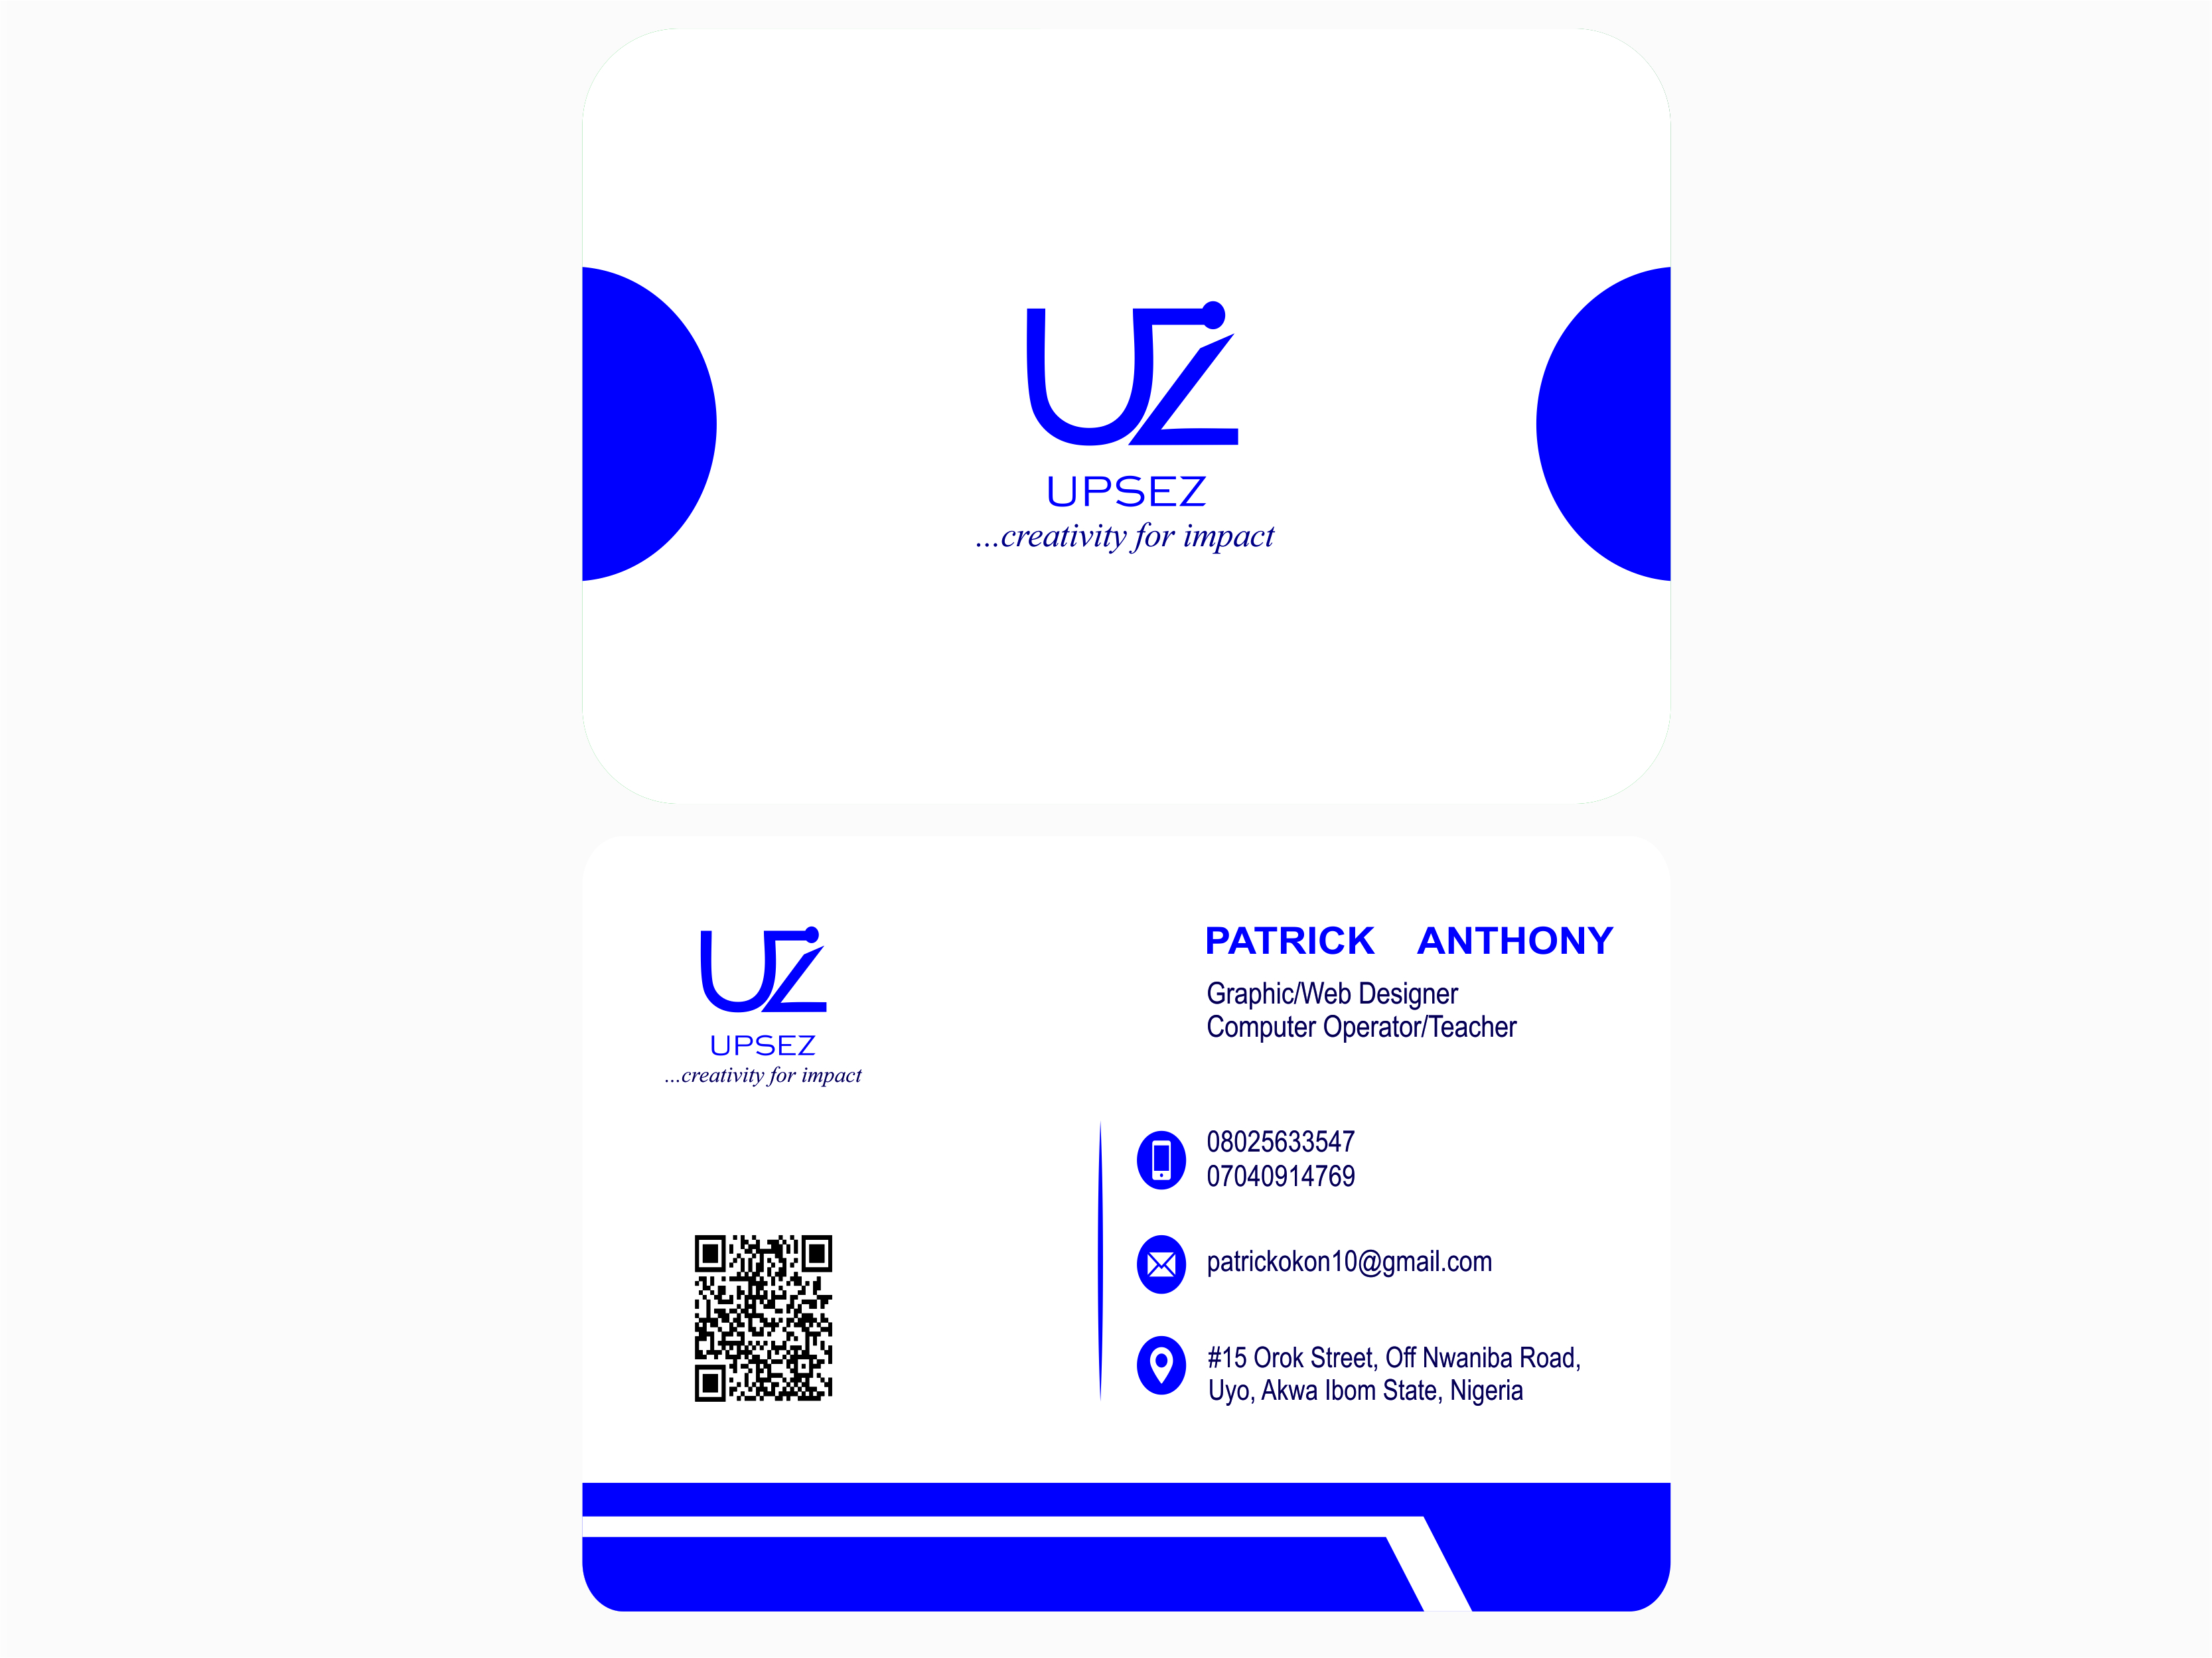 UZ
UPSEZ
...creativity for impact
UZ
UPSEZ
...creativity for impact
PATRICK ANTHONY
Graphic/Web Designer
Computer Operator/Teacher
08025633547
07040914769
patrickokon10@gmail.com
#15 Orok Street, Off Nwaniba Road,
Uyo, Akwa Ibom State, Nigeria